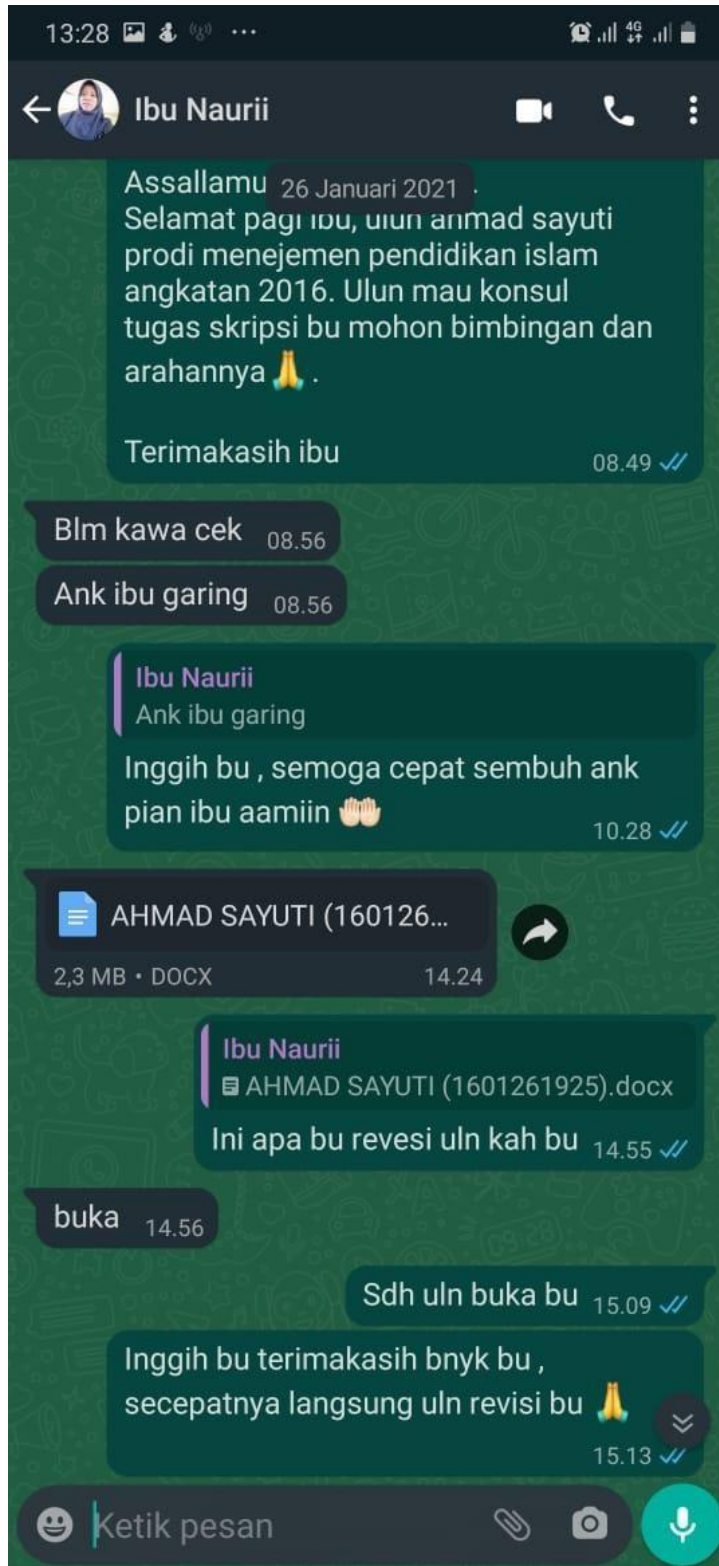 13:28
4G
Ibu Naurii
26 Januari 2021
Assallamu .
Selamat pagi ibu, ulun ahmad sayuti
prodi menejemen pendidikan islam
angkatan 2016. Ulun mau konsul
tugas skripsi bu mohon bimbingan dan
arahannya🙏 .
Terimakasih ibu
08.49
Blm kawa cek 08.56
Ank ibu garing 08.56
Ibu Naurii
Ank ibu garing
Inggih bu , semoga cepat sembuh ank
pian ibu aamiin 🤲🏻
10.28
AHMAD SAYUTI (160126...
2,3 MB • DOCX 14.24
Ibu Naurii
AHMAD SAYUTI (1601261925).docx
Ini apa bu revesi uln kah bu 14.55
buka 14.56
Sdh uln buka bu 15.09
Inggih bu terimakasih bnyk bu ,
secepatnya langsung uln revisi bu 🙏
15.13
Ketik pesan